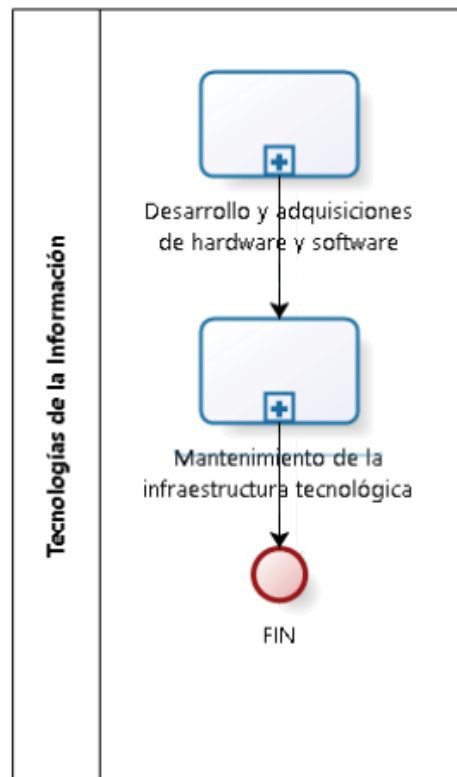 Tecnologías de la Información
Desarrollo y adquisiciones
de hardware y software
Mantenimiento de la
infraestructura tecnológica
FIN